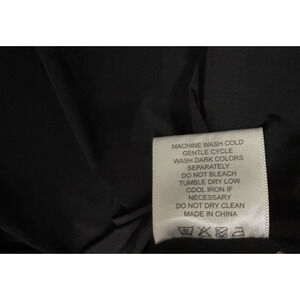 MACHINE WASH COLD
GENTLE CYCLE
WASH DARK COLORS
SEPARATELY
DO NOT BLEACH
TUMBLE DRY LOW
COOL IRON IF
NECESSARY
DO NOT DRY CLEAN
MADE IN CHINA